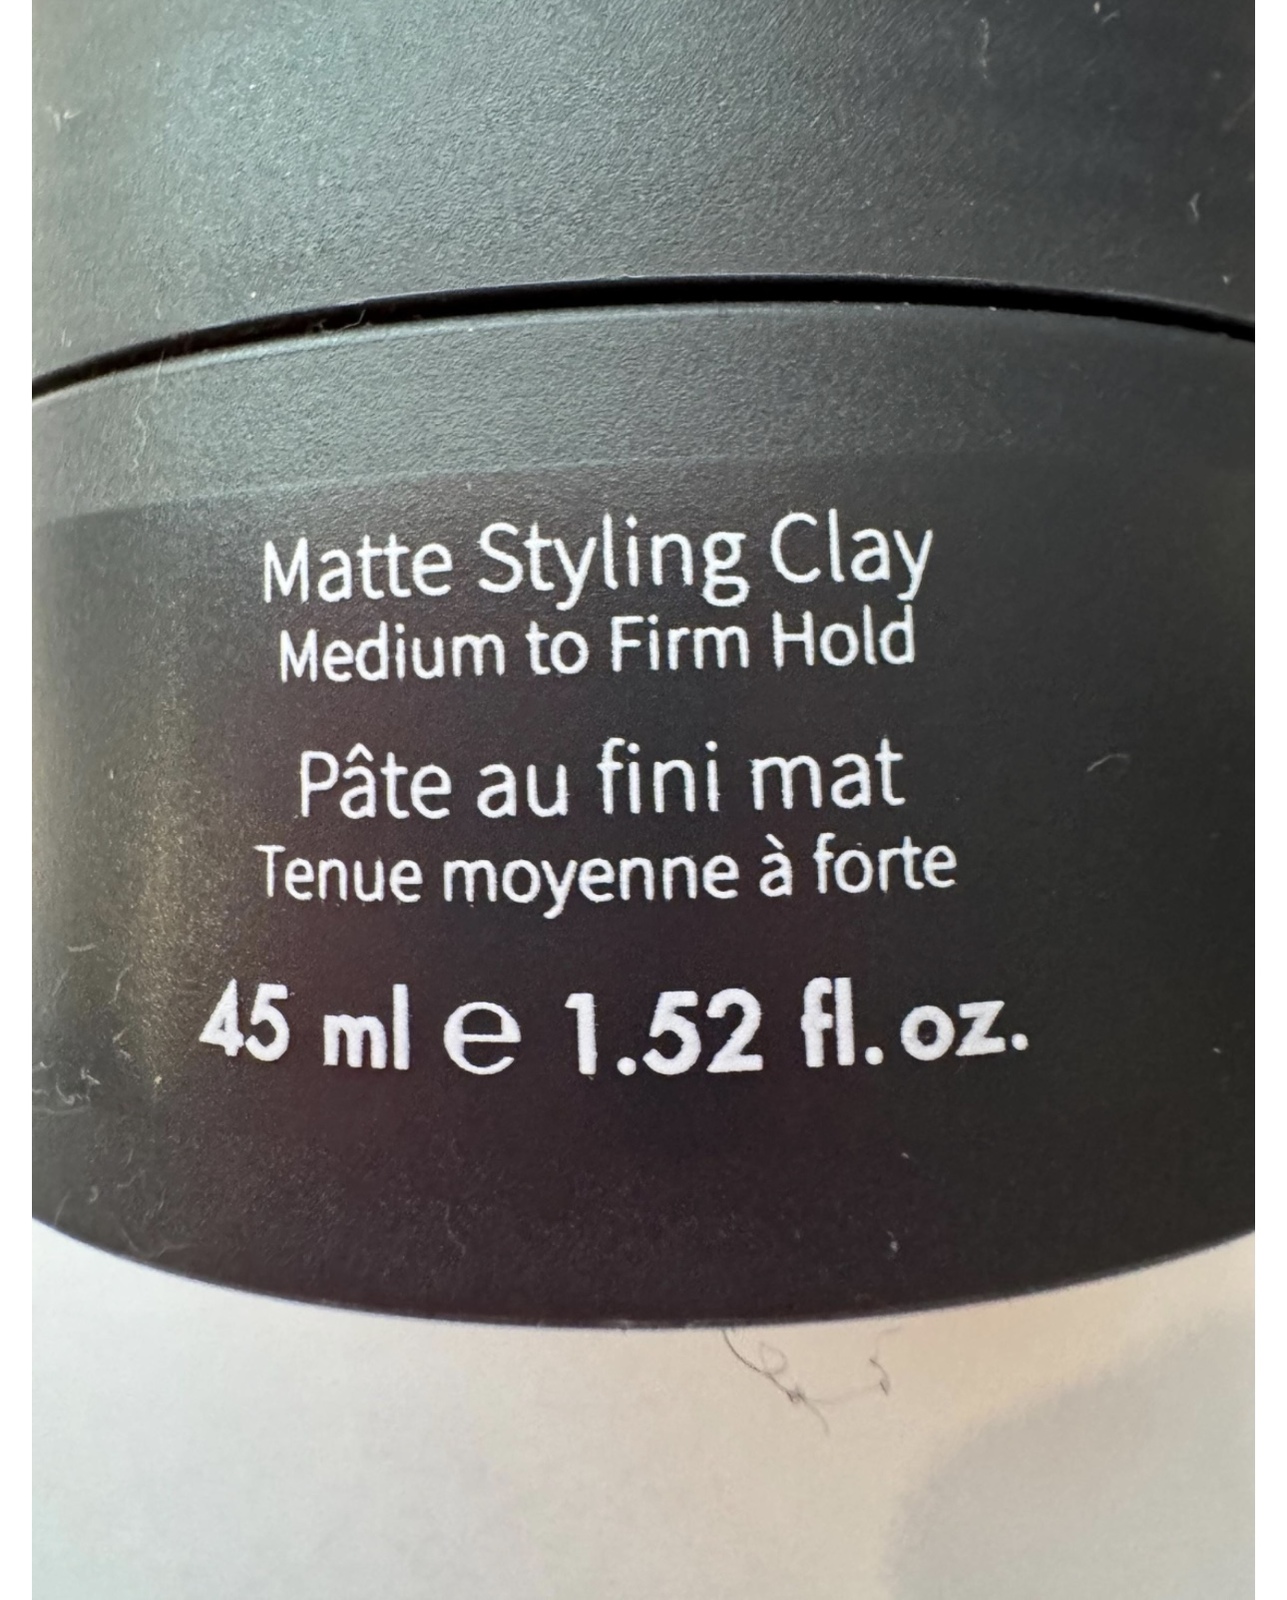 Matte Styling Clay
Medium to Firm Hold
Pâte au fini mat
Tenue moyenne à forte
45 ml ℮ 1.52 fl. oz.